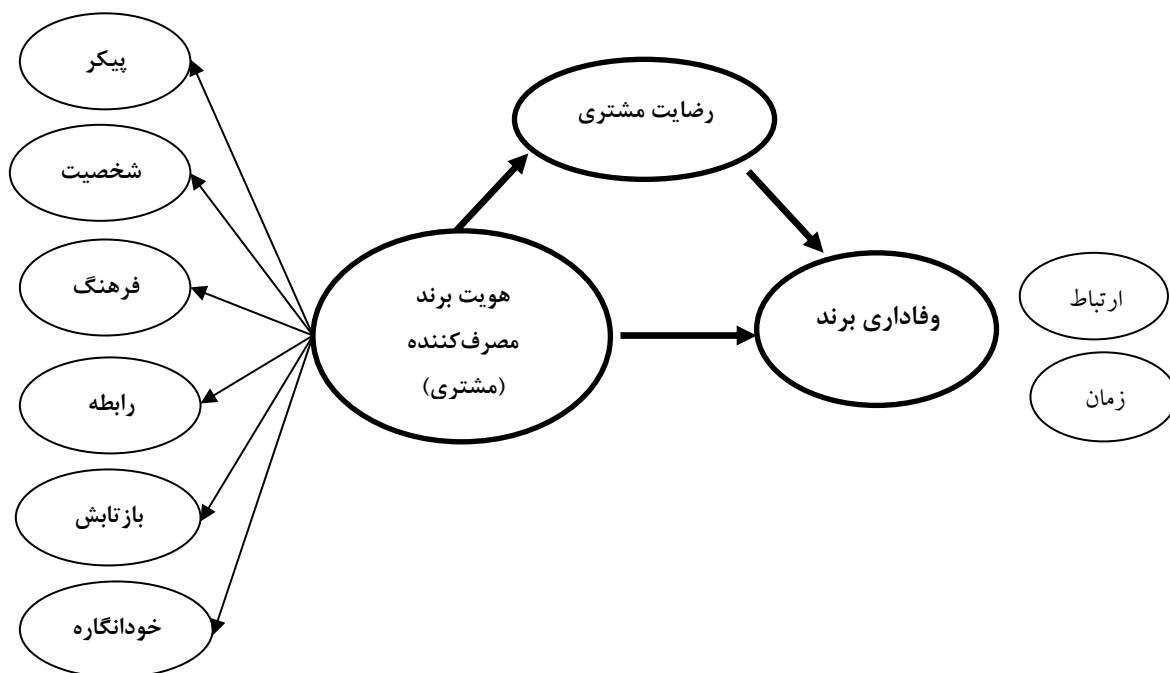 پیکر
شخصیت
فرهنگ
رابطه
بازتابش
خودانگاره
رضایت مشتری
هویت برند
مصرف‌کننده
(مشتری)
وفاداری برند
ارتباط
زمان